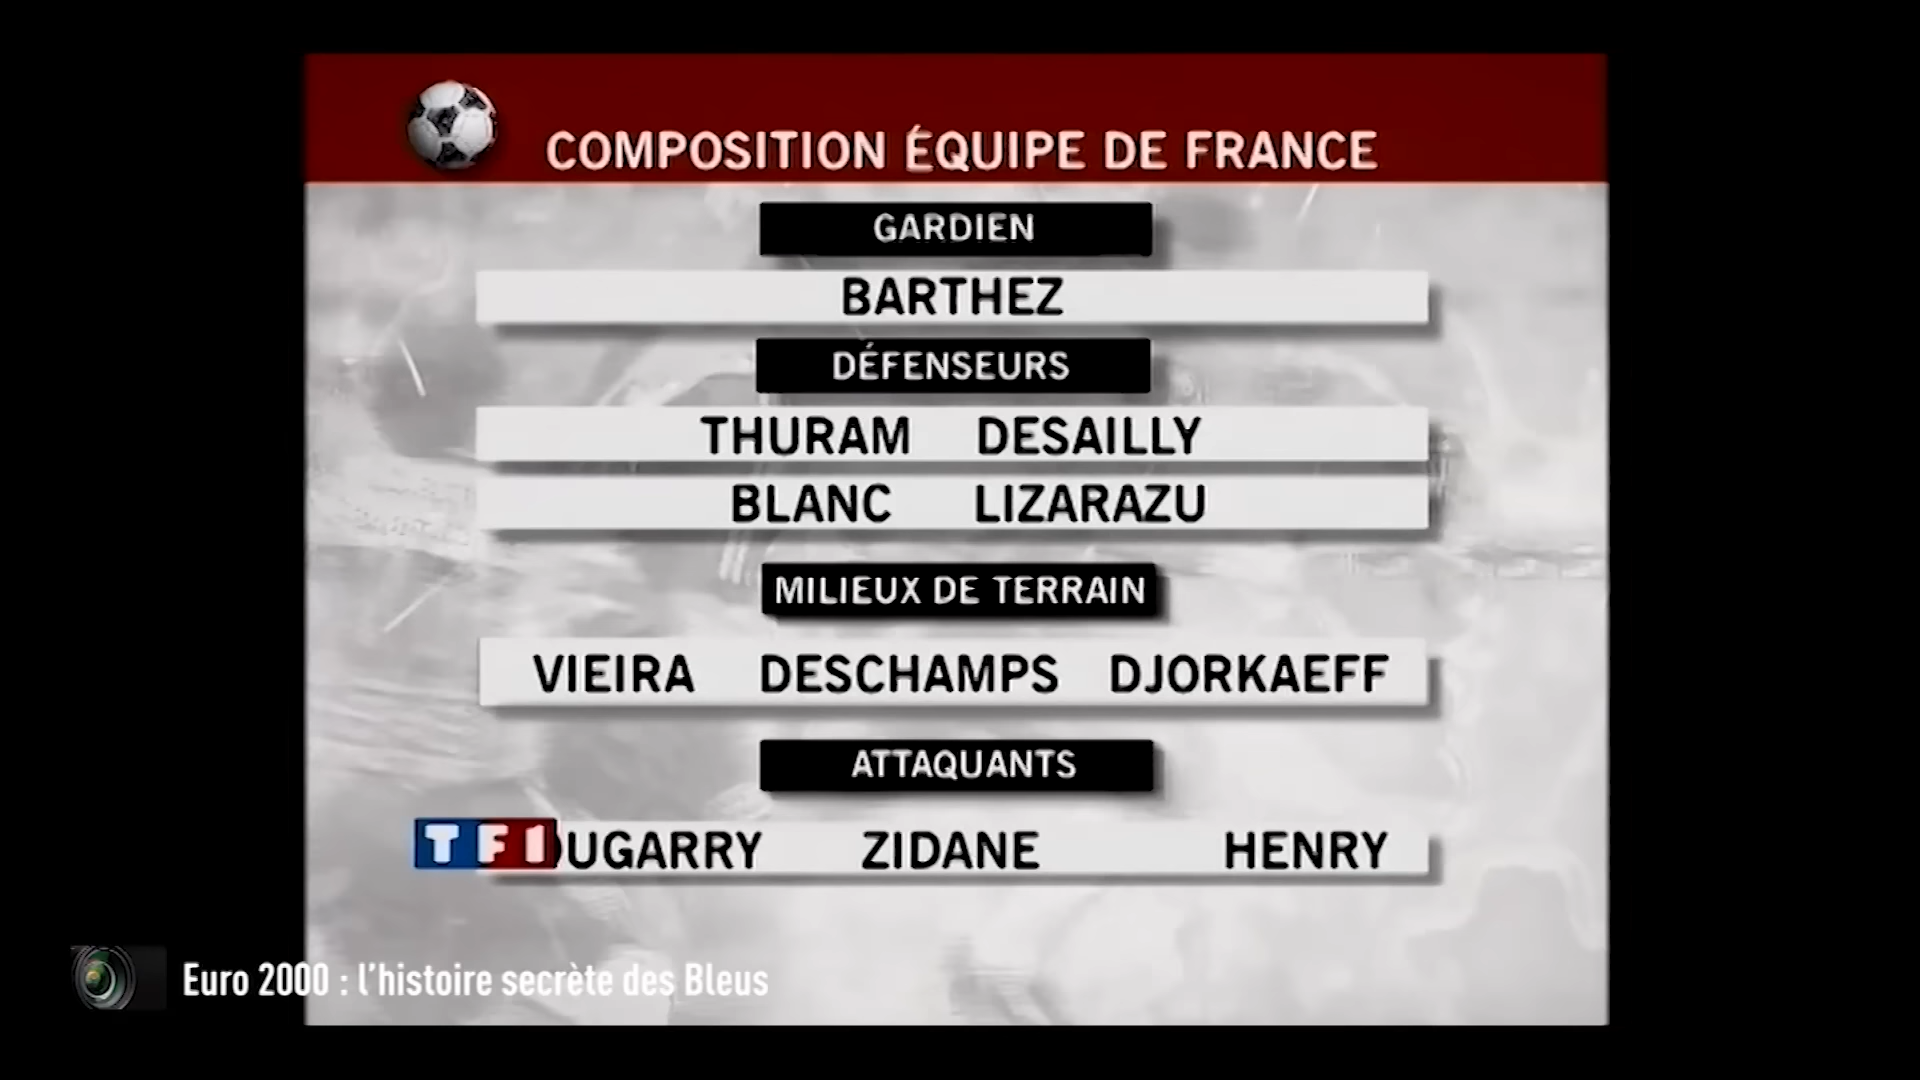 COMPOSITION ÉQUIPE DE FRANCE
GARDIEN
BARTHEZ
DÉFENSEURS
THURAM DESAILLY
BLANC LIZARAZU
MILIEUX DE TERRAIN
VIEIRA DESCHAMPS DJORKAEFF
ATTAQUANTS
TF1 UGARRY ZIDANE HENRY
Euro 2000 : l'histoire secrète des Bleus